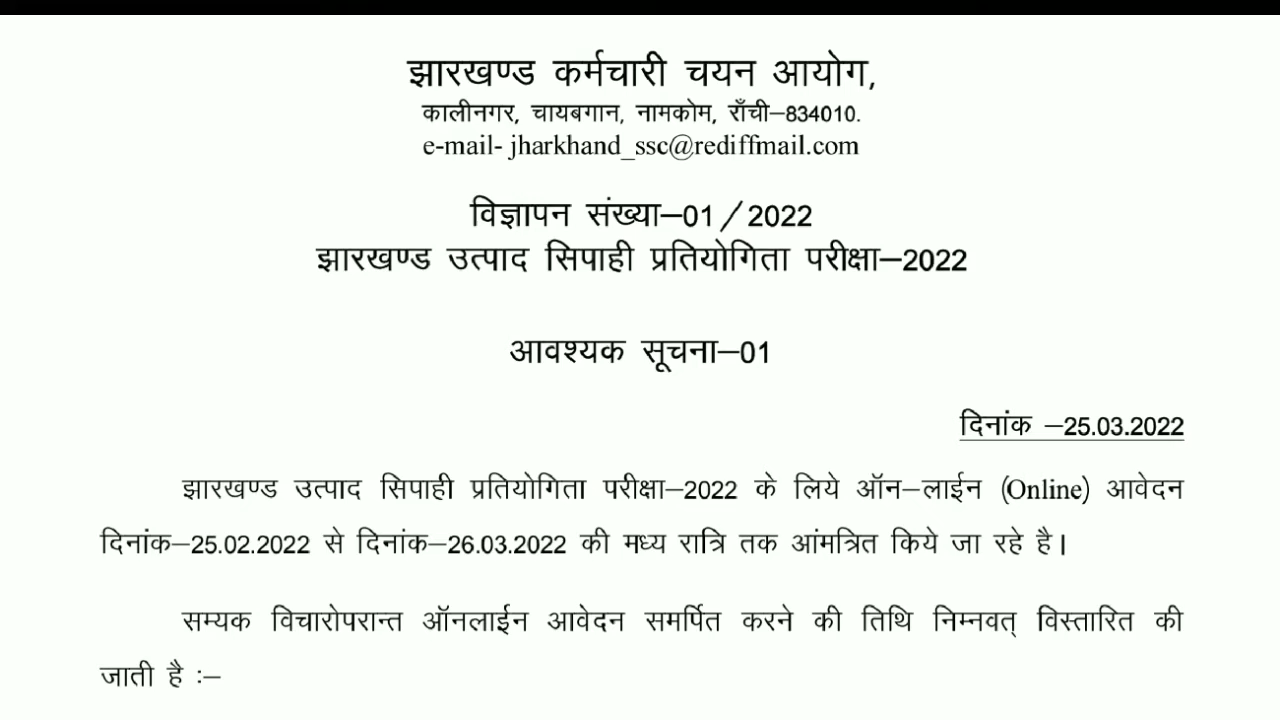 झारखण्ड कर्मचारी चयन आयोग,
कालीनगर, चायबगान, नामकोम, राँची–834010.
e-mail- jharkhand_ssc@rediffmail.com
विज्ञापन संख्या–01/2022
झारखण्ड उत्पाद सिपाही प्रतियोगिता परीक्षा–2022
आवश्यक सूचना–01
दिनांक –25.03.2022
झारखण्ड उत्पाद सिपाही प्रतियोगिता परीक्षा–2022 के लिये ऑन–लाईन (Online) आवेदन
दिनांक–25.02.2022 से दिनांक–26.03.2022 की मध्य रात्रि तक आंमत्रित किये जा रहे है।
सम्यक विचारोपरान्त ऑनलाईन आवेदन समर्पित करने की तिथि निम्नवत् विस्तारित की
जाती है :–